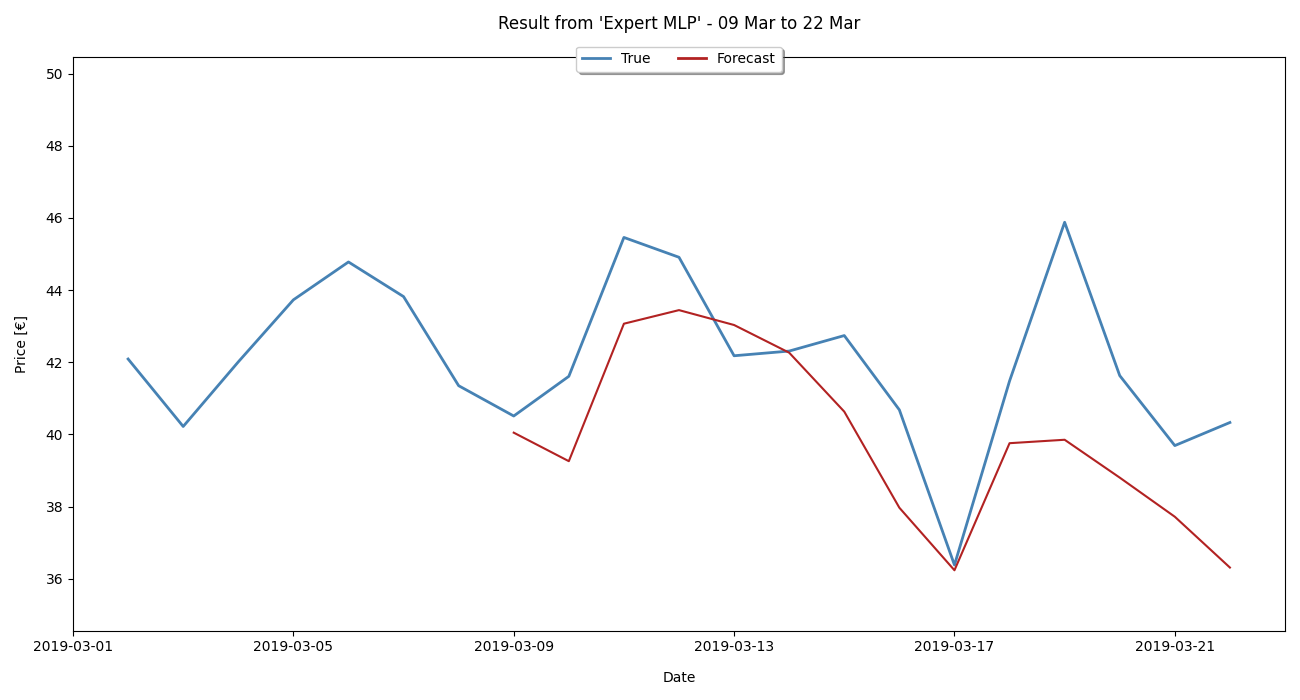 Result from 'Expert MLP' - 09 Mar to 22 Mar
True Forecast
50
48
46
44
42
40
38
36
Price [€]
2019-03-01 2019-03-05 2019-03-09 2019-03-13 2019-03-17 2019-03-21
Date